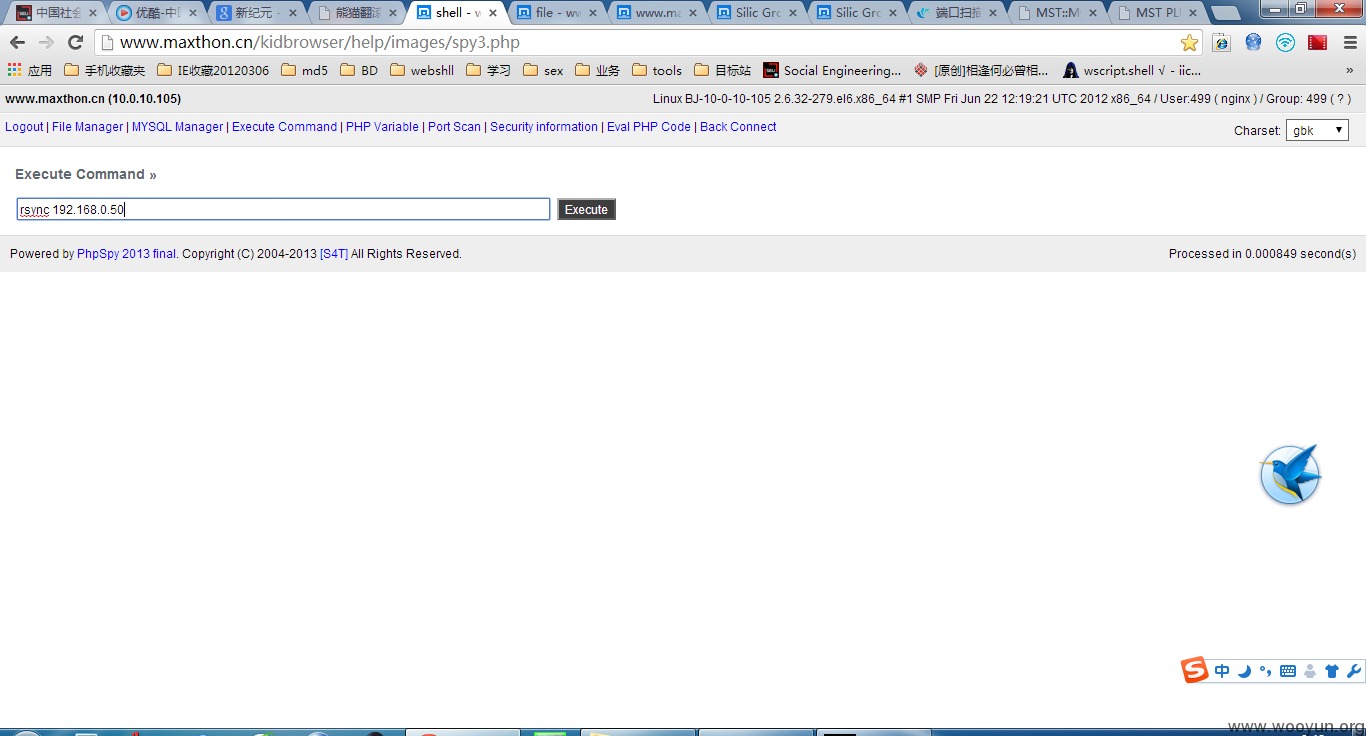 中国社会 优酷-中国 新纪元 - 熊猫翻滚 shell - w file - ww www.ma Silic Gro Silic Gro 端口扫描 MST::M MST PL
www.maxthon.cn/kidbrowser/help/images/spy3.php
应用 手机收藏夹 IE收藏20120306 md5 BD webshll 学习 sex 业务 tools 目标站 Social Engineering... [原创]相逢何必曾相... wscript.shell √ - iic... »
www.maxthon.cn (10.0.10.105) Linux BJ-10-0-10-105 2.6.32-279.el6.x86_64 #1 SMP Fri Jun 22 12:19:21 UTC 2012 x86_64 / User:499 ( nginx ) / Group: 499 ( ? )
Logout | File Manager | MYSQL Manager | Execute Command | PHP Variable | Port Scan | Security information | Eval PHP Code | Back Connect Charset: gbk
Execute Command »
rsync 192.168.0.50 Execute
Powered by PhpSpy 2013 final. Copyright (C) 2004-2013 [S4T] All Rights Reserved. Processed in 0.000849 second(s)
S 中
www.wooyun.org